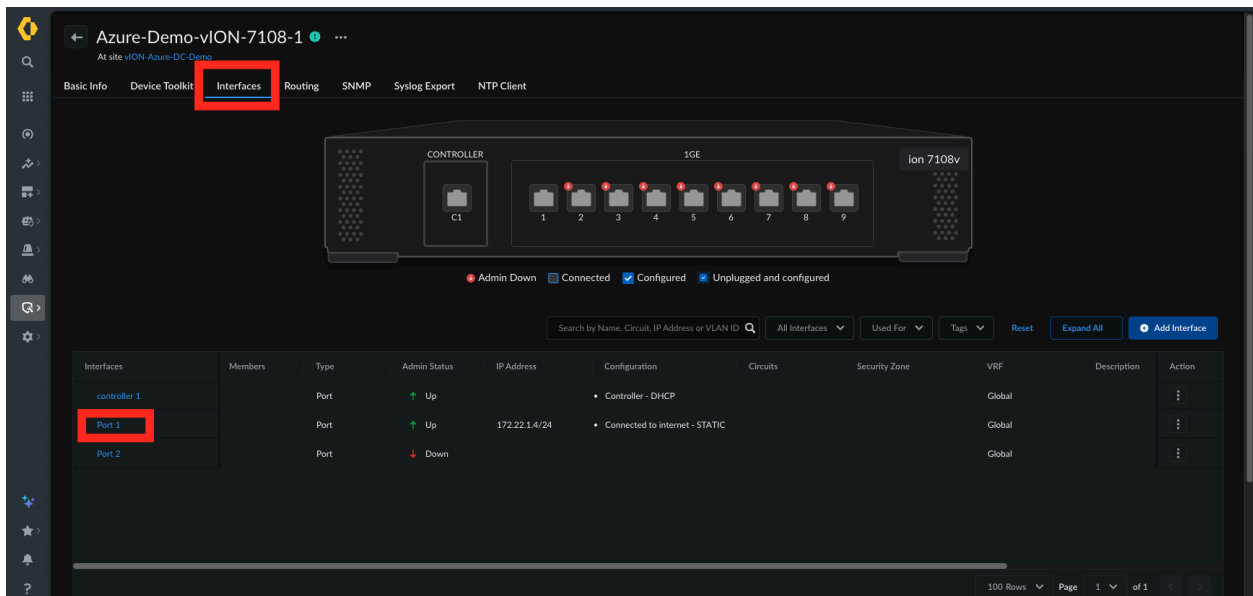 Azure-Demo-vION-7108-1
At site vION-Azure-DC-Demo
Basic Info Device Toolkit Interfaces Routing SNMP Syslog Export NTP Client
CONTROLLER 1GE ion 7108v
C1 1 2 3 4 5 6 7 8 9
Admin Down Connected Configured Unplugged and configured
Search by Name, Circuit, IP Address or VLAN ID All Interfaces Used For Tags Reset Expand All Add Interface
Interfaces Members Type Admin Status IP Address Configuration Circuits Security Zone VRF Description Action
controller 1 Port Up • Controller - DHCP Global
Port 1 Port Up 172.22.1.4/24 • Connected to internet - STATIC Global
Port 2 Port Down Global
100 Rows Page 1 of 1